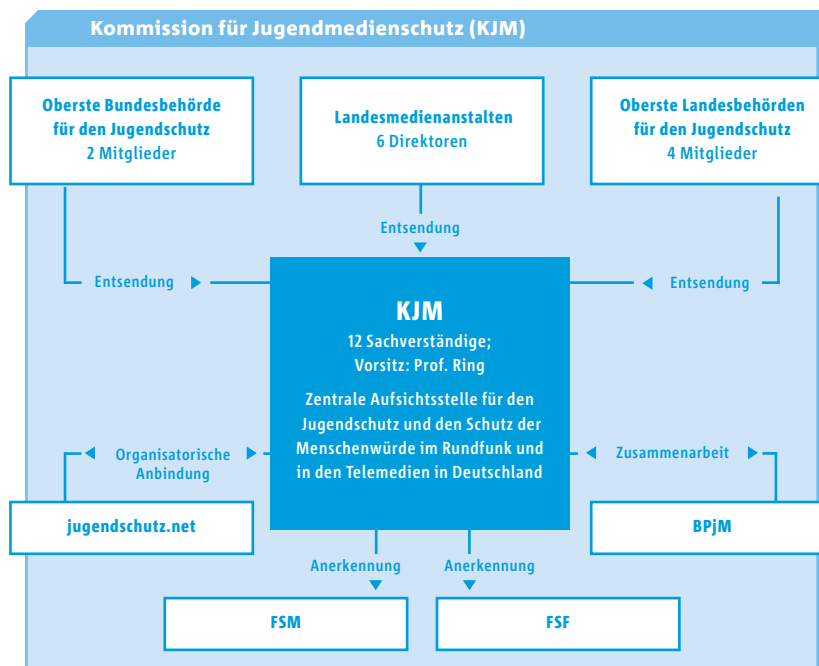 Kommission für Jugendmedienschutz (KJM)
Oberste Bundesbehörde
für den Jugendschutz
2 Mitglieder
Landesmedienanstalten
6 Direktoren
Oberste Landesbehörden
für den Jugendschutz
4 Mitglieder
Entsendung
Entsendung
Entsendung
KJM
12 Sachverständige;
Vorsitz: Prof. Ring
Zentrale Aufsichtsstelle für den
Jugendschutz und den Schutz der
Menschenwürde im Rundfunk und
in den Telemedien in Deutschland
Organisatorische
Anbindung
Zusammenarbeit
jugendschutz.net
BPjM
Anerkennung
Anerkennung
FSM
FSF